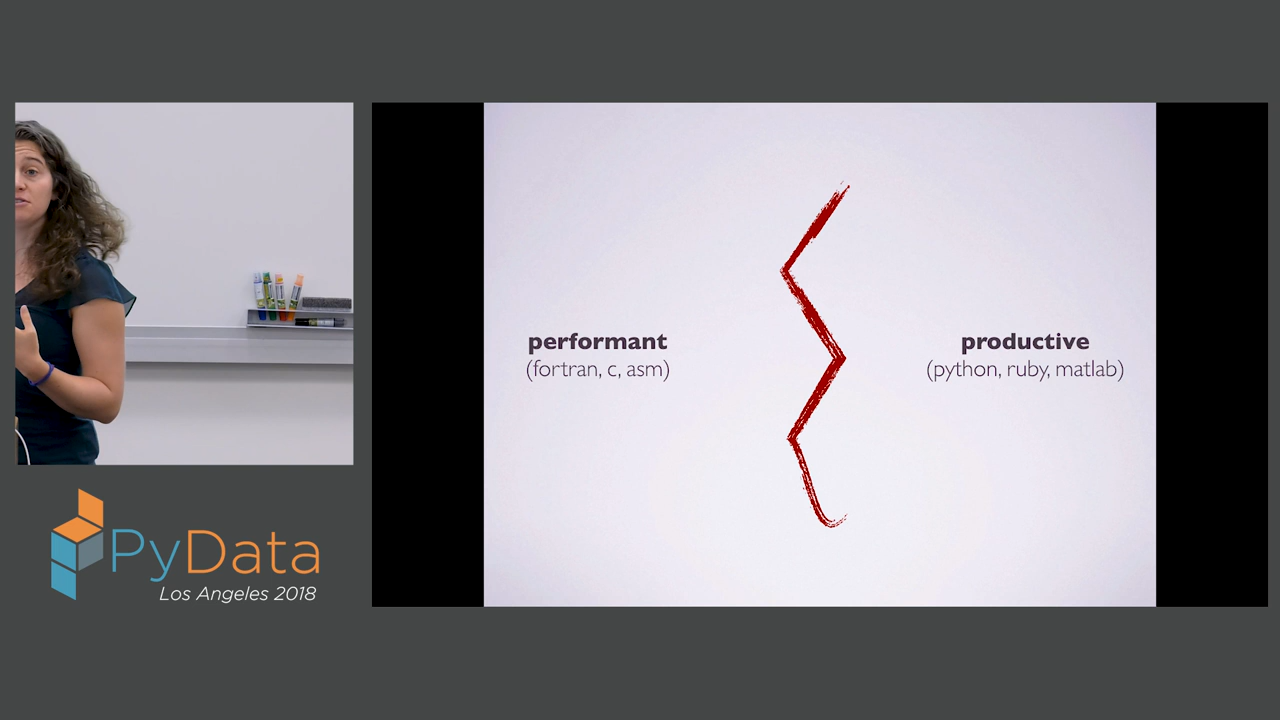 performant
(fortran, c, asm)
productive
(python, ruby, matlab)
PyData
Los Angeles 2018